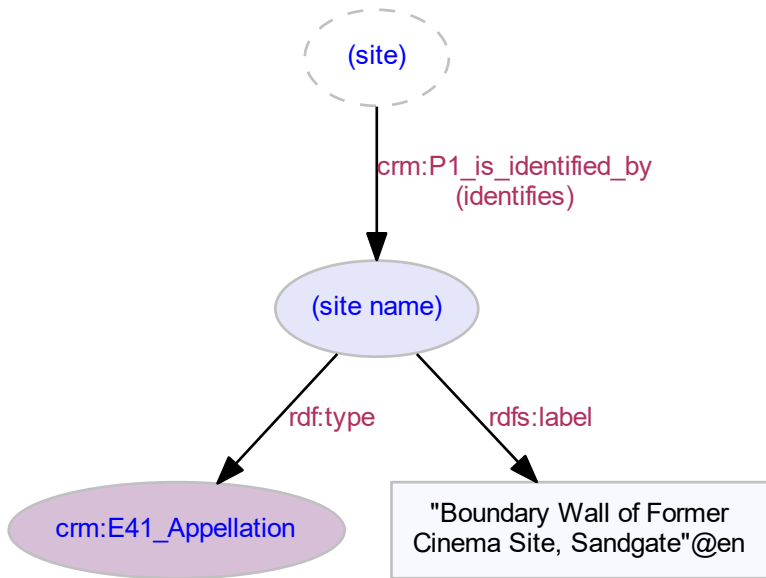 (site)
crm:P1_is_identified_by
(identifies)
(site name)
rdf:type
rdfs:label
crm:E41_Appellation
"Boundary Wall of Former
Cinema Site, Sandgate"@en